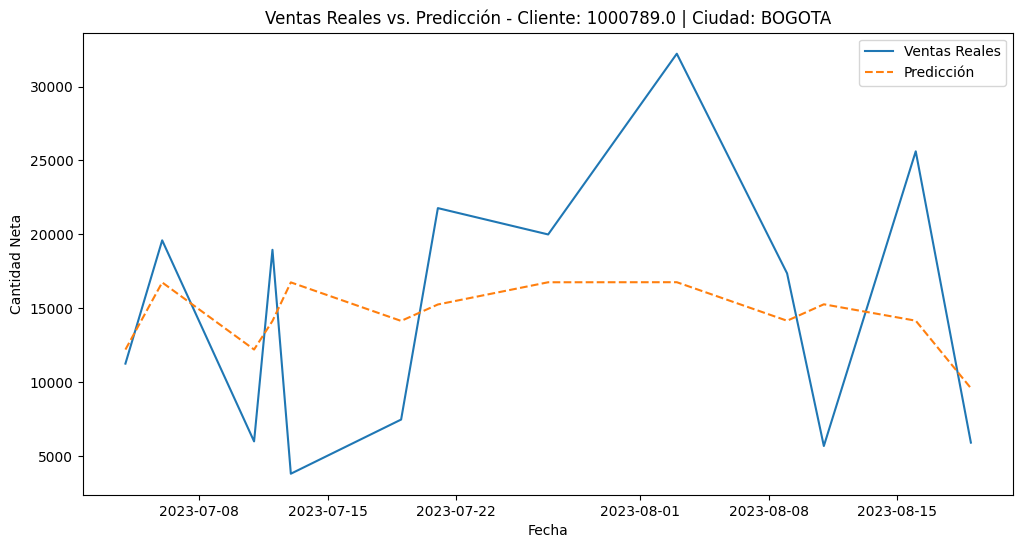 Ventas Reales vs. Predicción - Cliente: 1000789.0 | Ciudad: BOGOTA
Ventas Reales
Predicción
Cantidad Neta
30000
25000
20000
15000
10000
5000
2023-07-08
2023-07-15
2023-07-22
2023-08-01
2023-08-08
2023-08-15
Fecha